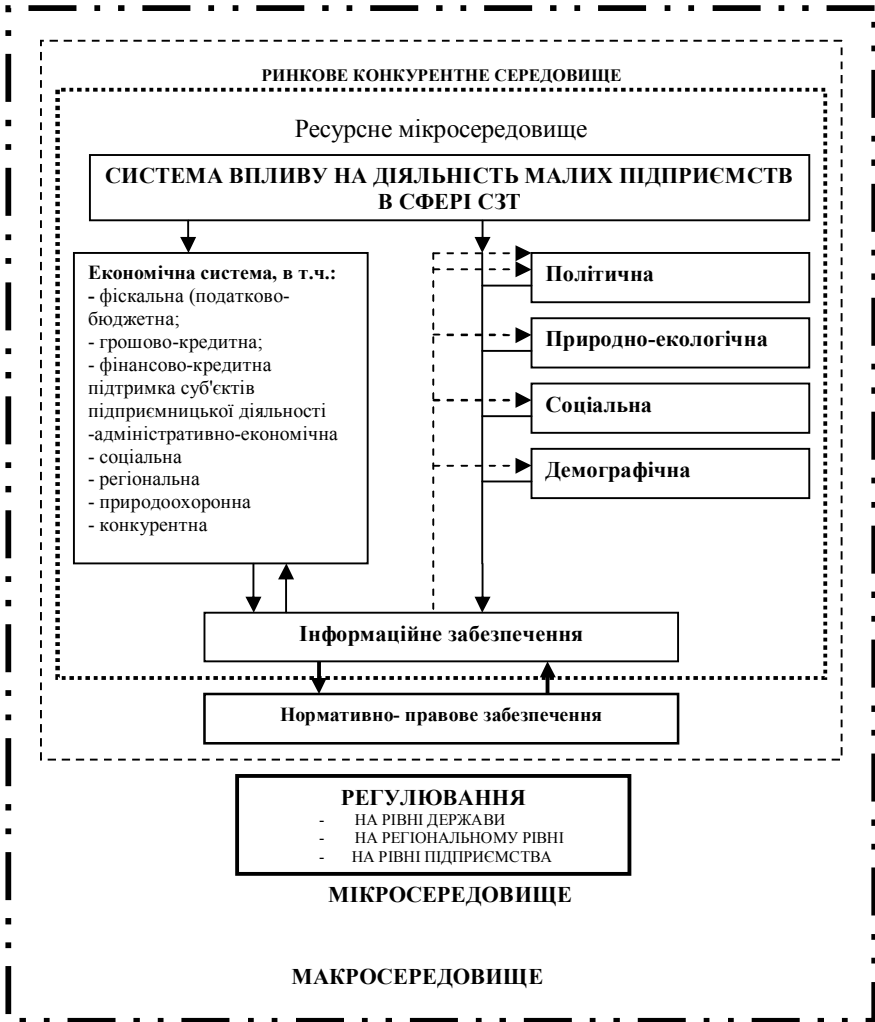 РИНКОВЕ КОНКУРЕНТНЕ СЕРЕДОВИЩЕ
Ресурсне мікросередовище
СИСТЕМА ВПЛИВУ НА ДІЯЛЬНІСТЬ МАЛИХ ПІДПРИЄМСТВ
В СФЕРІ СЗТ
Економічна система, в т.ч.:
- фіскальна (податково-
бюджетна;
- грошово-кредитна;
- фінансово-кредитна
підтримка суб'єктів
підприємницької діяльності
-адміністративно-економічна
- соціальна
- регіональна
- природоохоронна
- конкурентна
Політична
Природно-екологічна
Соціальна
Демографічна
Інформаційне забезпечення
Нормативно- правове забезпечення
РЕГУЛЮВАННЯ
- НА РІВНІ ДЕРЖАВИ
- НА РЕГІОНАЛЬНОМУ РІВНІ
- НА РІВНІ ПІДПРИЄМСТВА
МІКРОСЕРЕДОВИЩЕ
МАКРОСЕРЕДОВИЩЕ